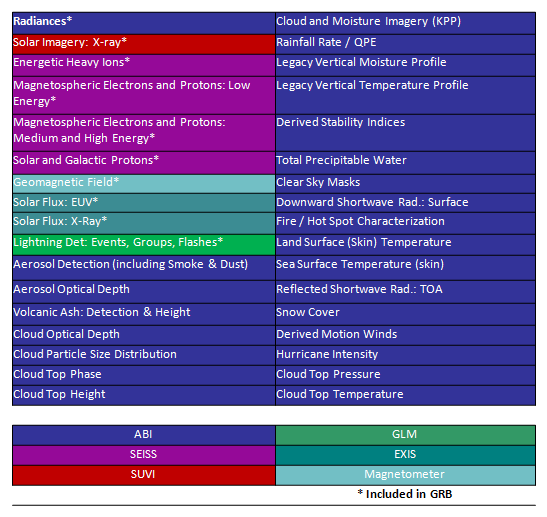 Radiances* Cloud and Moisture Imagery (KPP)
Solar Imagery: X-ray* Rainfall Rate / QPE
Energetic Heavy Ions* Legacy Vertical Moisture Profile
Magnetospheric Electrons and Protons: Low Legacy Vertical Temperature Profile
Energy*
Magnetospheric Electrons and Protons: Derived Stability Indices
Medium and High Energy*
Solar and Galactic Protons* Total Precipitable Water
Geomagnetic Field* Clear Sky Masks
Solar Flux: EUV* Downward Shortwave Rad.: Surface
Solar Flux: X-Ray* Fire / Hot Spot Characterization
Lightning Det: Events, Groups, Flashes* Land Surface (Skin) Temperature
Aerosol Detection (including Smoke & Dust) Sea Surface Temperature (skin)
Aerosol Optical Depth Reflected Shortwave Rad.: TOA
Volcanic Ash: Detection & Height Snow Cover
Cloud Optical Depth Derived Motion Winds
Cloud Particle Size Distribution Hurricane Intensity
Cloud Top Phase Cloud Top Pressure
Cloud Top Height Cloud Top Temperature
ABI GLM
SEISS EXIS
SUVI Magnetometer
* Included in GRB